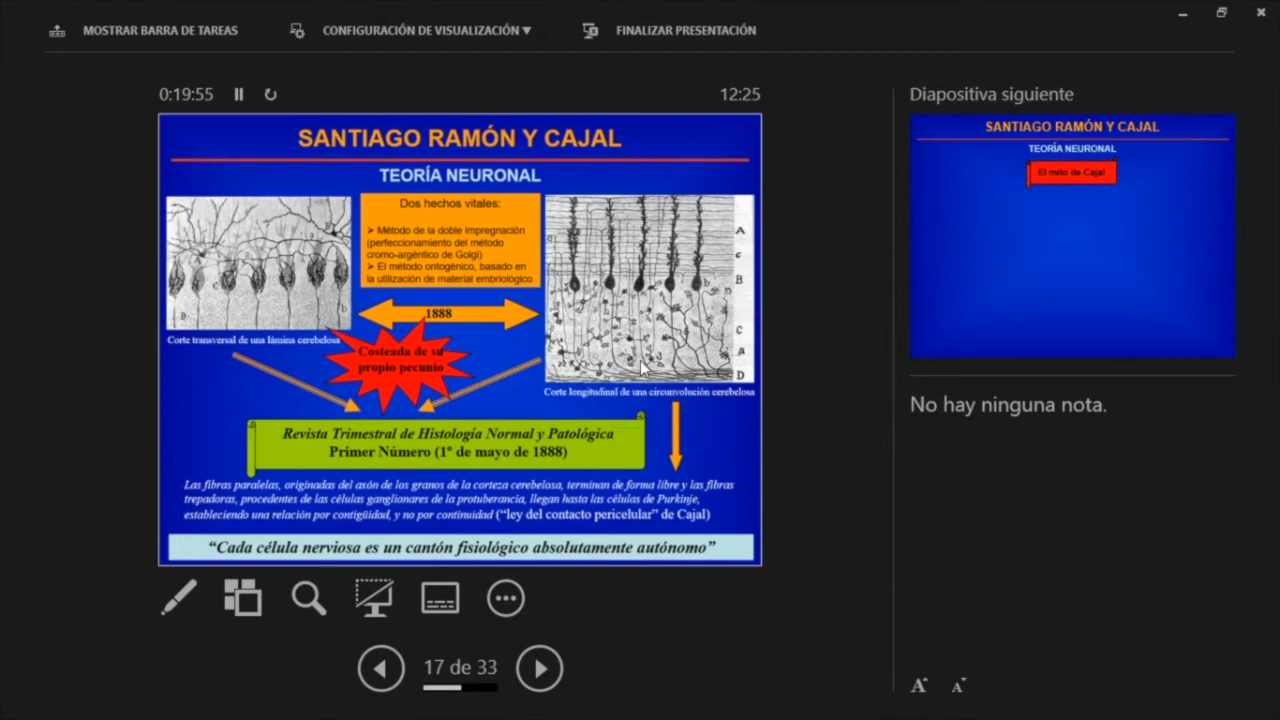 MOSTRAR BARRA DE TAREAS
CONFIGURACIÓN DE VISUALIZACIÓN ▼
FINALIZAR PRESENTACIÓN
0:19:55
12:25
SANTIAGO RAMÓN Y CAJAL
TEORÍA NEURONAL
Dos hechos vitales:
➢ Método de la doble impregnación
(perfeccionamiento del método
cromo-argéntico de Golgi)
➢ El método ontogénico, basado en
la utilización de material embriológico
A
c
B
C
a
D
1888
Corte transversal de una lámina cerebelosa
Costeada de su
propio pecunio
Corte longitudinal de una circunvolución cerebelosa
Revista Trimestral de Histología Normal y Patológica
Primer Número (1º de mayo de 1888)
Las fibras paralelas, originadas del axón de los granos de la corteza cerebelosa, terminan de forma libre y las fibras
trepadoras, procedentes de las células ganglionares de la protuberancia, llegan hasta las células de Purkinje,
estableciendo una relación por contigüidad, y no por continuidad (“ley del contacto pericelular” de Cajal)
“Cada célula nerviosa es un cantón fisiológico absolutamente autónomo”
17 de 33
Diapositiva siguiente
SANTIAGO RAMÓN Y CAJAL
TEORÍA NEURONAL
El mito de Cajal
No hay ninguna nota.
A A